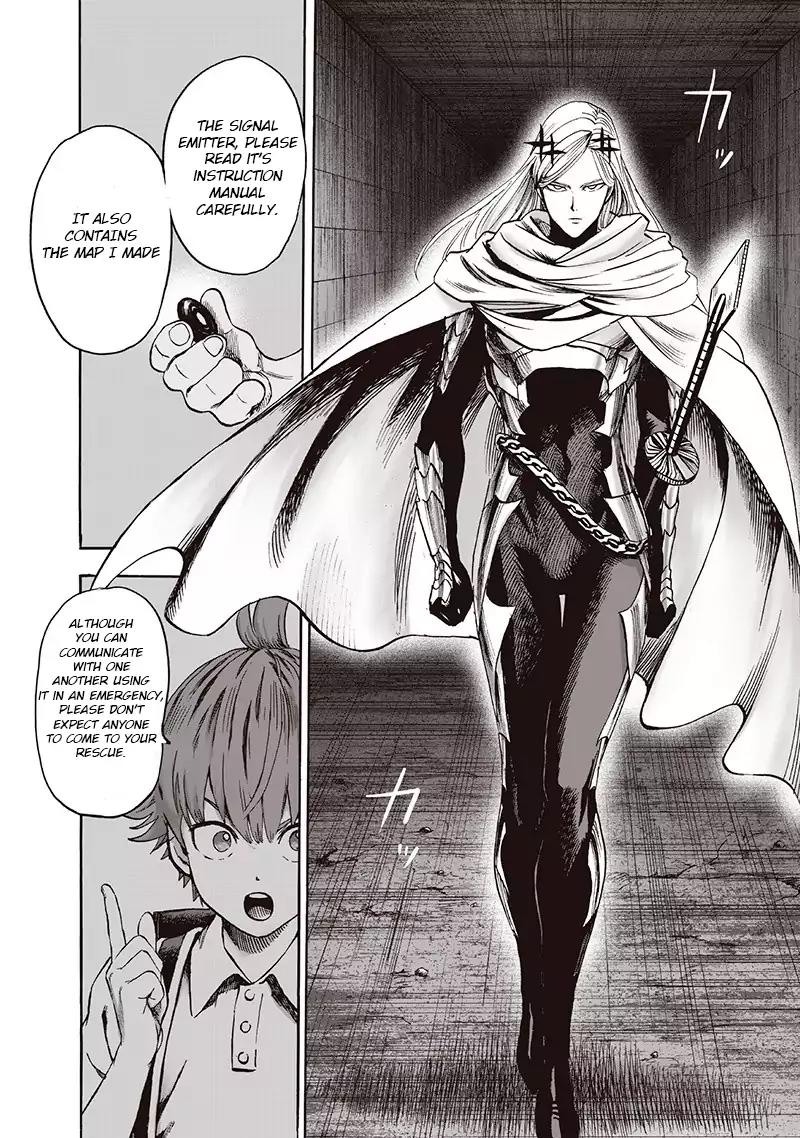 THE SIGNAL
EMITTER, PLEASE
READ IT'S
INSTRUCTION
MANUAL
CAREFULLY.
IT ALSO
CONTAINS
THE MAP I MADE
カッ
ALTHOUGH
YOU CAN
COMMUNICATE
WITH ONE
ANOTHER USING
IT IN AN EMERGENCY,
PLEASE DON'T
EXPECT ANYONE
TO COME TO YOUR
RESCUE.
カッ